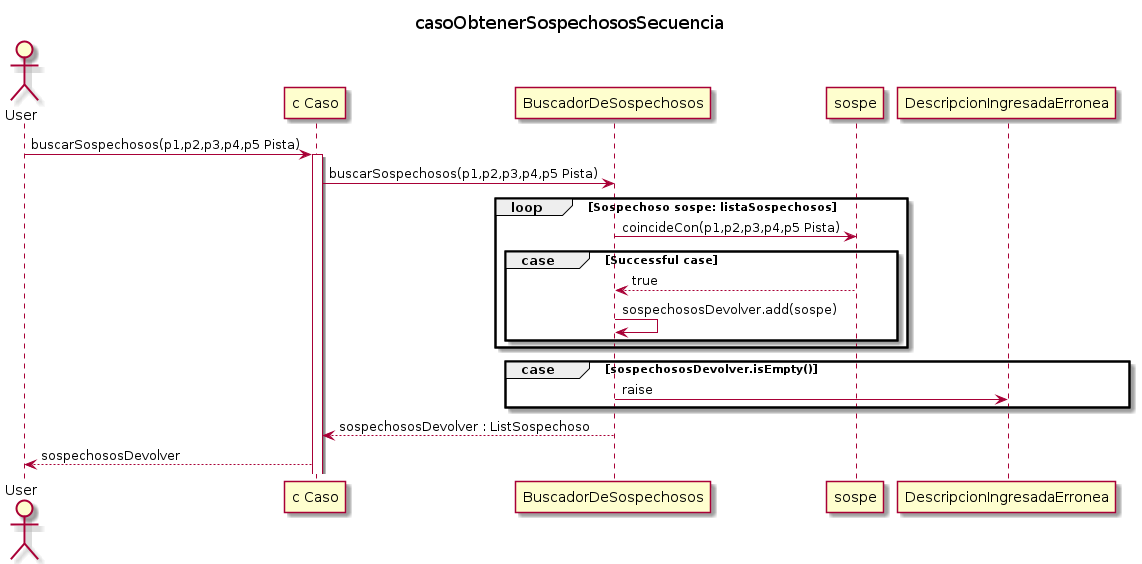 casoObtenerSospechososSecuencia
User
c Caso
BuscadorDeSospechosos
sospe
DescripcionIngresadaErronea
buscarSospechosos(p1,p2,p3,p4,p5 Pista)
buscarSospechosos(p1,p2,p3,p4,p5 Pista)
loop [Sospechoso sospe: listaSospechosos]
coincideCon(p1,p2,p3,p4,p5 Pista)
case [Successful case]
true
sospechososDevolver.add(sospe)
case [sospechososDevolver.isEmpty()]
raise
sospechososDevolver : ListSospechoso
sospechososDevolver
User
c Caso
BuscadorDeSospechosos
sospe
DescripcionIngresadaErronea